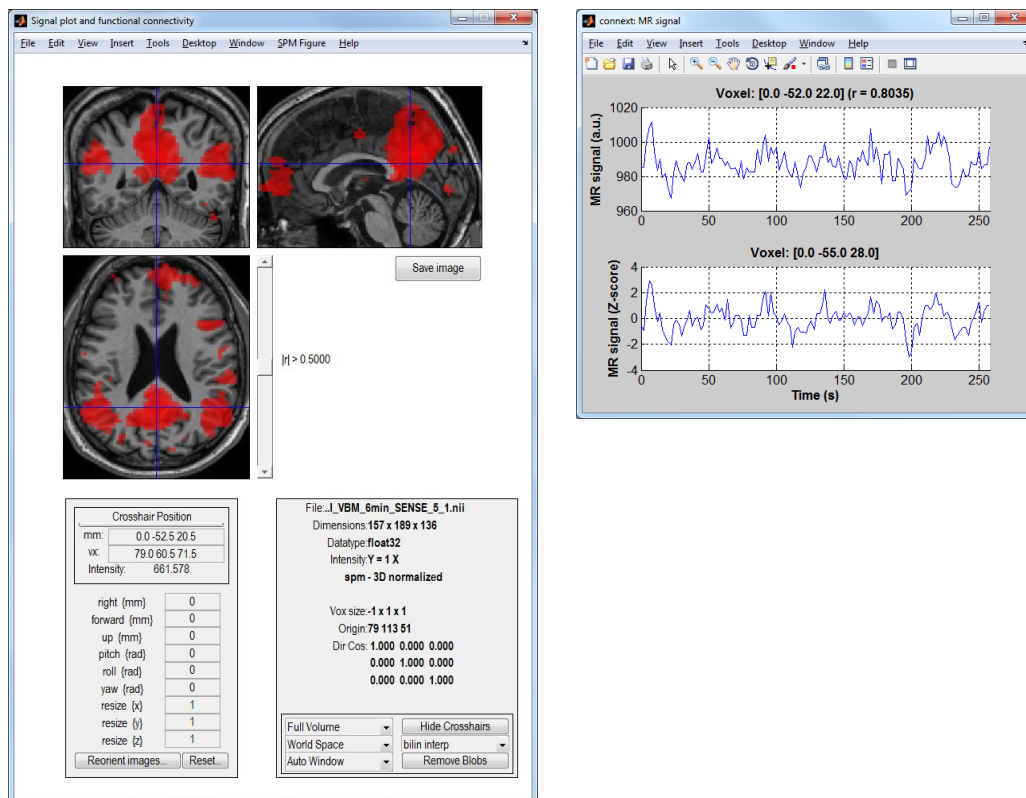 Signal plot and functional connectivity
File Edit View Insert Tools Desktop Window SPM Figure Help
Save image
|r| > 0.5000
Crosshair Position
mm: 0.0 -52.5 20.5
vx: 79.0 60.5 71.5
Intensity: 661.578
right {mm} 0
forward {mm} 0
up {mm} 0
pitch {rad} 0
roll {rad} 0
yaw {rad} 0
resize {x} 1
resize {y} 1
resize {z} 1
Reorient images... Reset...
File:..I_VBM_6min_SENSE_5_1.nii
Dimensions:157 x 189 x 136
Datatype:float32
Intensity:Y = 1 X
spm - 3D normalized
Vox size:-1 x 1 x 1
Origin:79 113 51
Dir Cos: 1.000 0.000 0.000
0.000 1.000 0.000
0.000 0.000 1.000
Full Volume Hide Crosshairs
World Space bilin interp
Auto Window Remove Blobs
connext: MR signal
File Edit View Insert Tools Desktop Window Help
Voxel: [0.0 -52.0 22.0] (r = 0.8035)
MR signal (a.u.)
1020
1000
980
960
0 50 100 150 200 250
Voxel: [0.0 -55.0 28.0]
MR signal (Z-score)
4
2
0
-2
-4
0 50 100 150 200 250
Time (s)